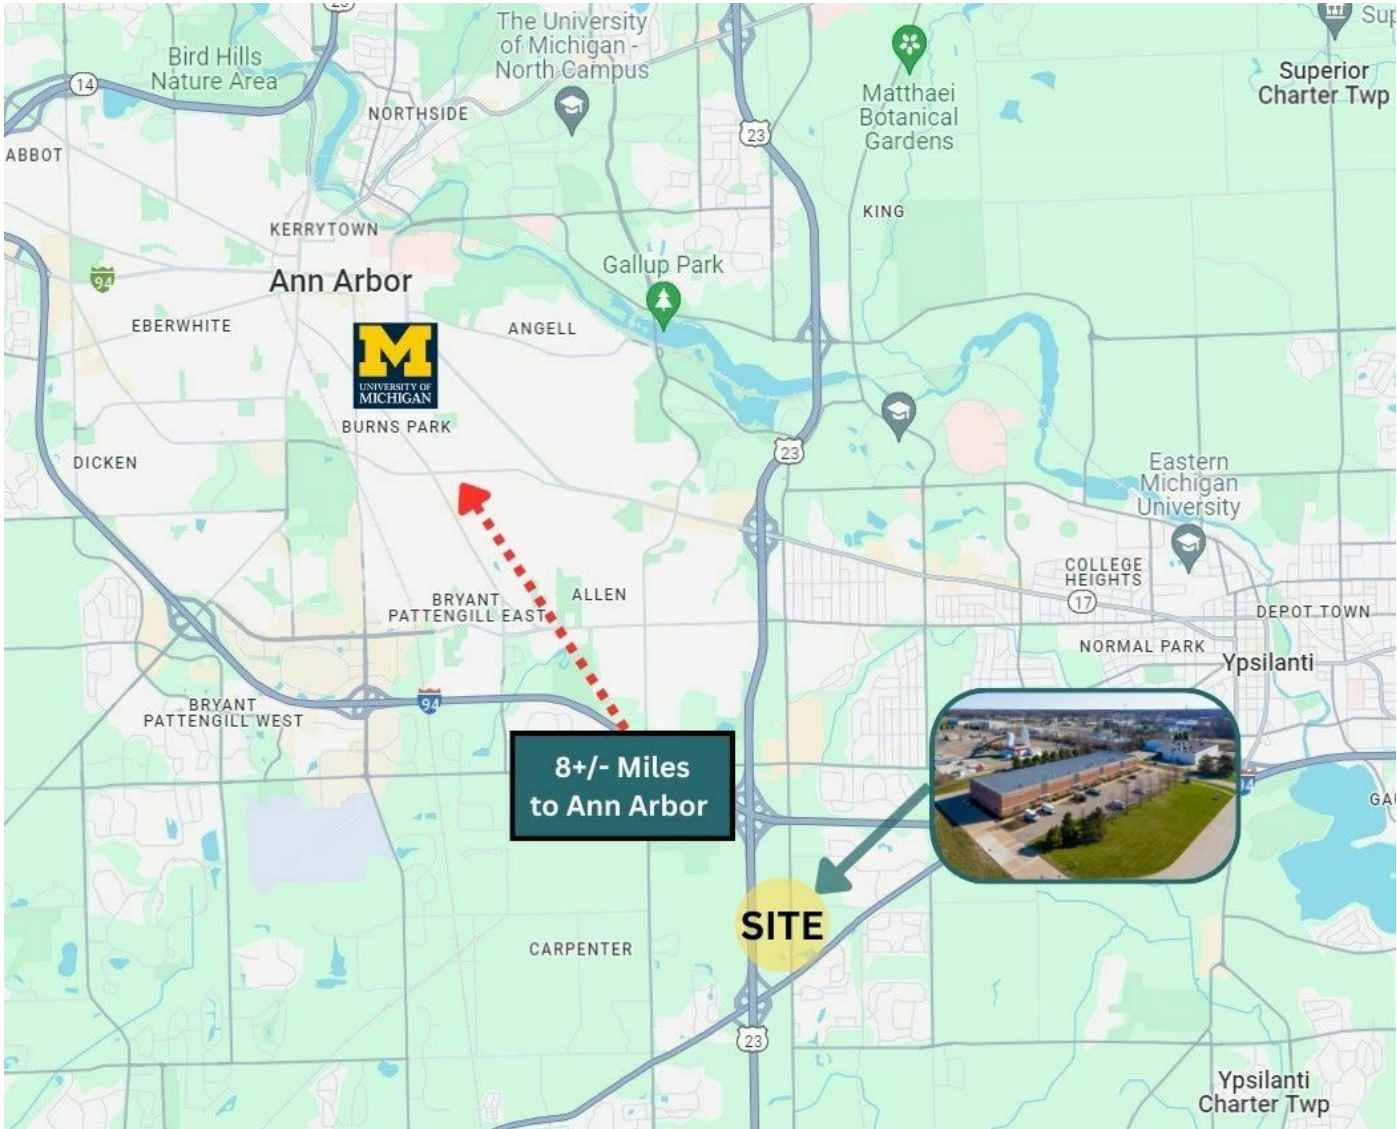 23
The University
of Michigan -
North Campus
Sup
Bird Hills
Nature Area
14
Superior
Charter Twp
NORTHSIDE
Matthaei
Botanical
Gardens
23
ABBOT
KING
KERRYTOWN
Ann Arbor
94
Gallup Park
EBERWHITE
ANGELL
M
UNIVERSITY OF
MICHIGAN
BURNS PARK
DICKEN
23
Eastern
Michigan
University
COLLEGE
HEIGHTS
17
ALLEN
BRYANT
PATTENGILL EAST
DEPOT TOWN
NORMAL PARK
Ypsilanti
BRYANT
PATTENGILL WEST
94
8+/- Miles
to Ann Arbor
94
GAU
SITE
CARPENTER
23
Ypsilanti
Charter Twp